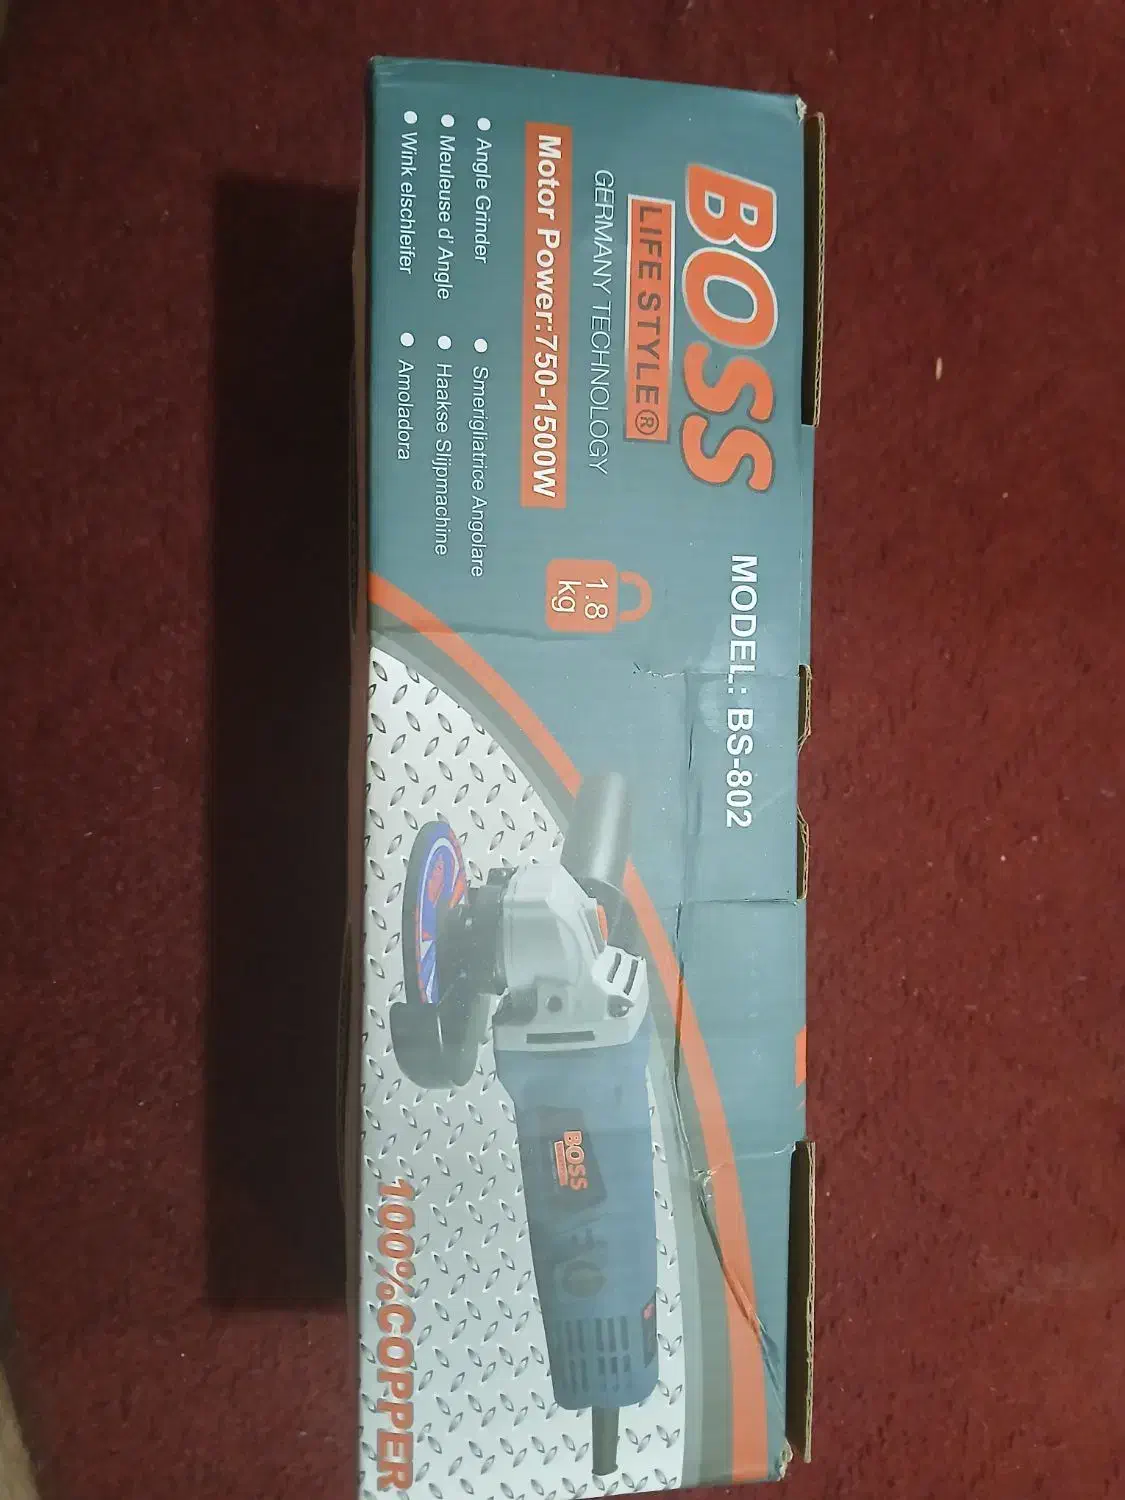 BOSS
LIFE STYLE®
GERMANY TECHNOLOGY
MODEL: BS-802
Motor Power:750-1500W
1.8
kg
● Angle Grinder
● Meuleuse d' Angle
● Wink elschleifer
● Smerigliatrice Angolare
● Haakse Slijpmachine
● Amoladora
BOSS
100%COPPER